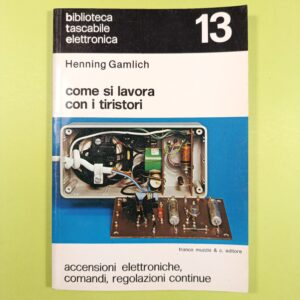 biblioteca
tascabile
elettronica
13
Henning Gamlich
come si lavora
con i tiristori
franco muzzio & c. editore
accensioni elettroniche,
comandi, regolazioni continue